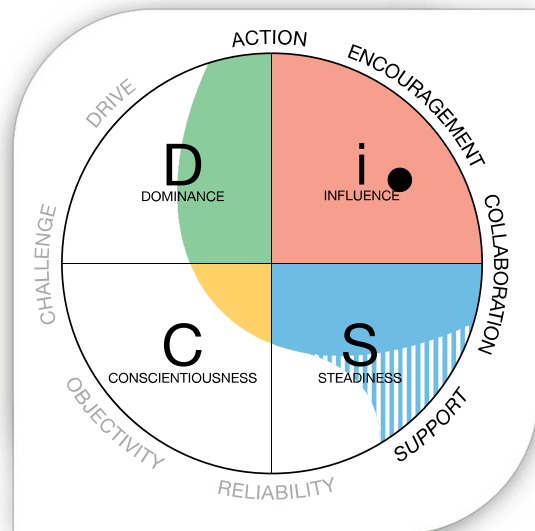 ACTION
ENCOURAGEMENT
DRIVE
D
DOMINANCE
i
INFLUENCE
CHALLENGE
COLLABORATION
C
CONSCIENTIOUSNESS
S
STEADINESS
OBJECTIVITY
SUPPORT
RELIABILITY